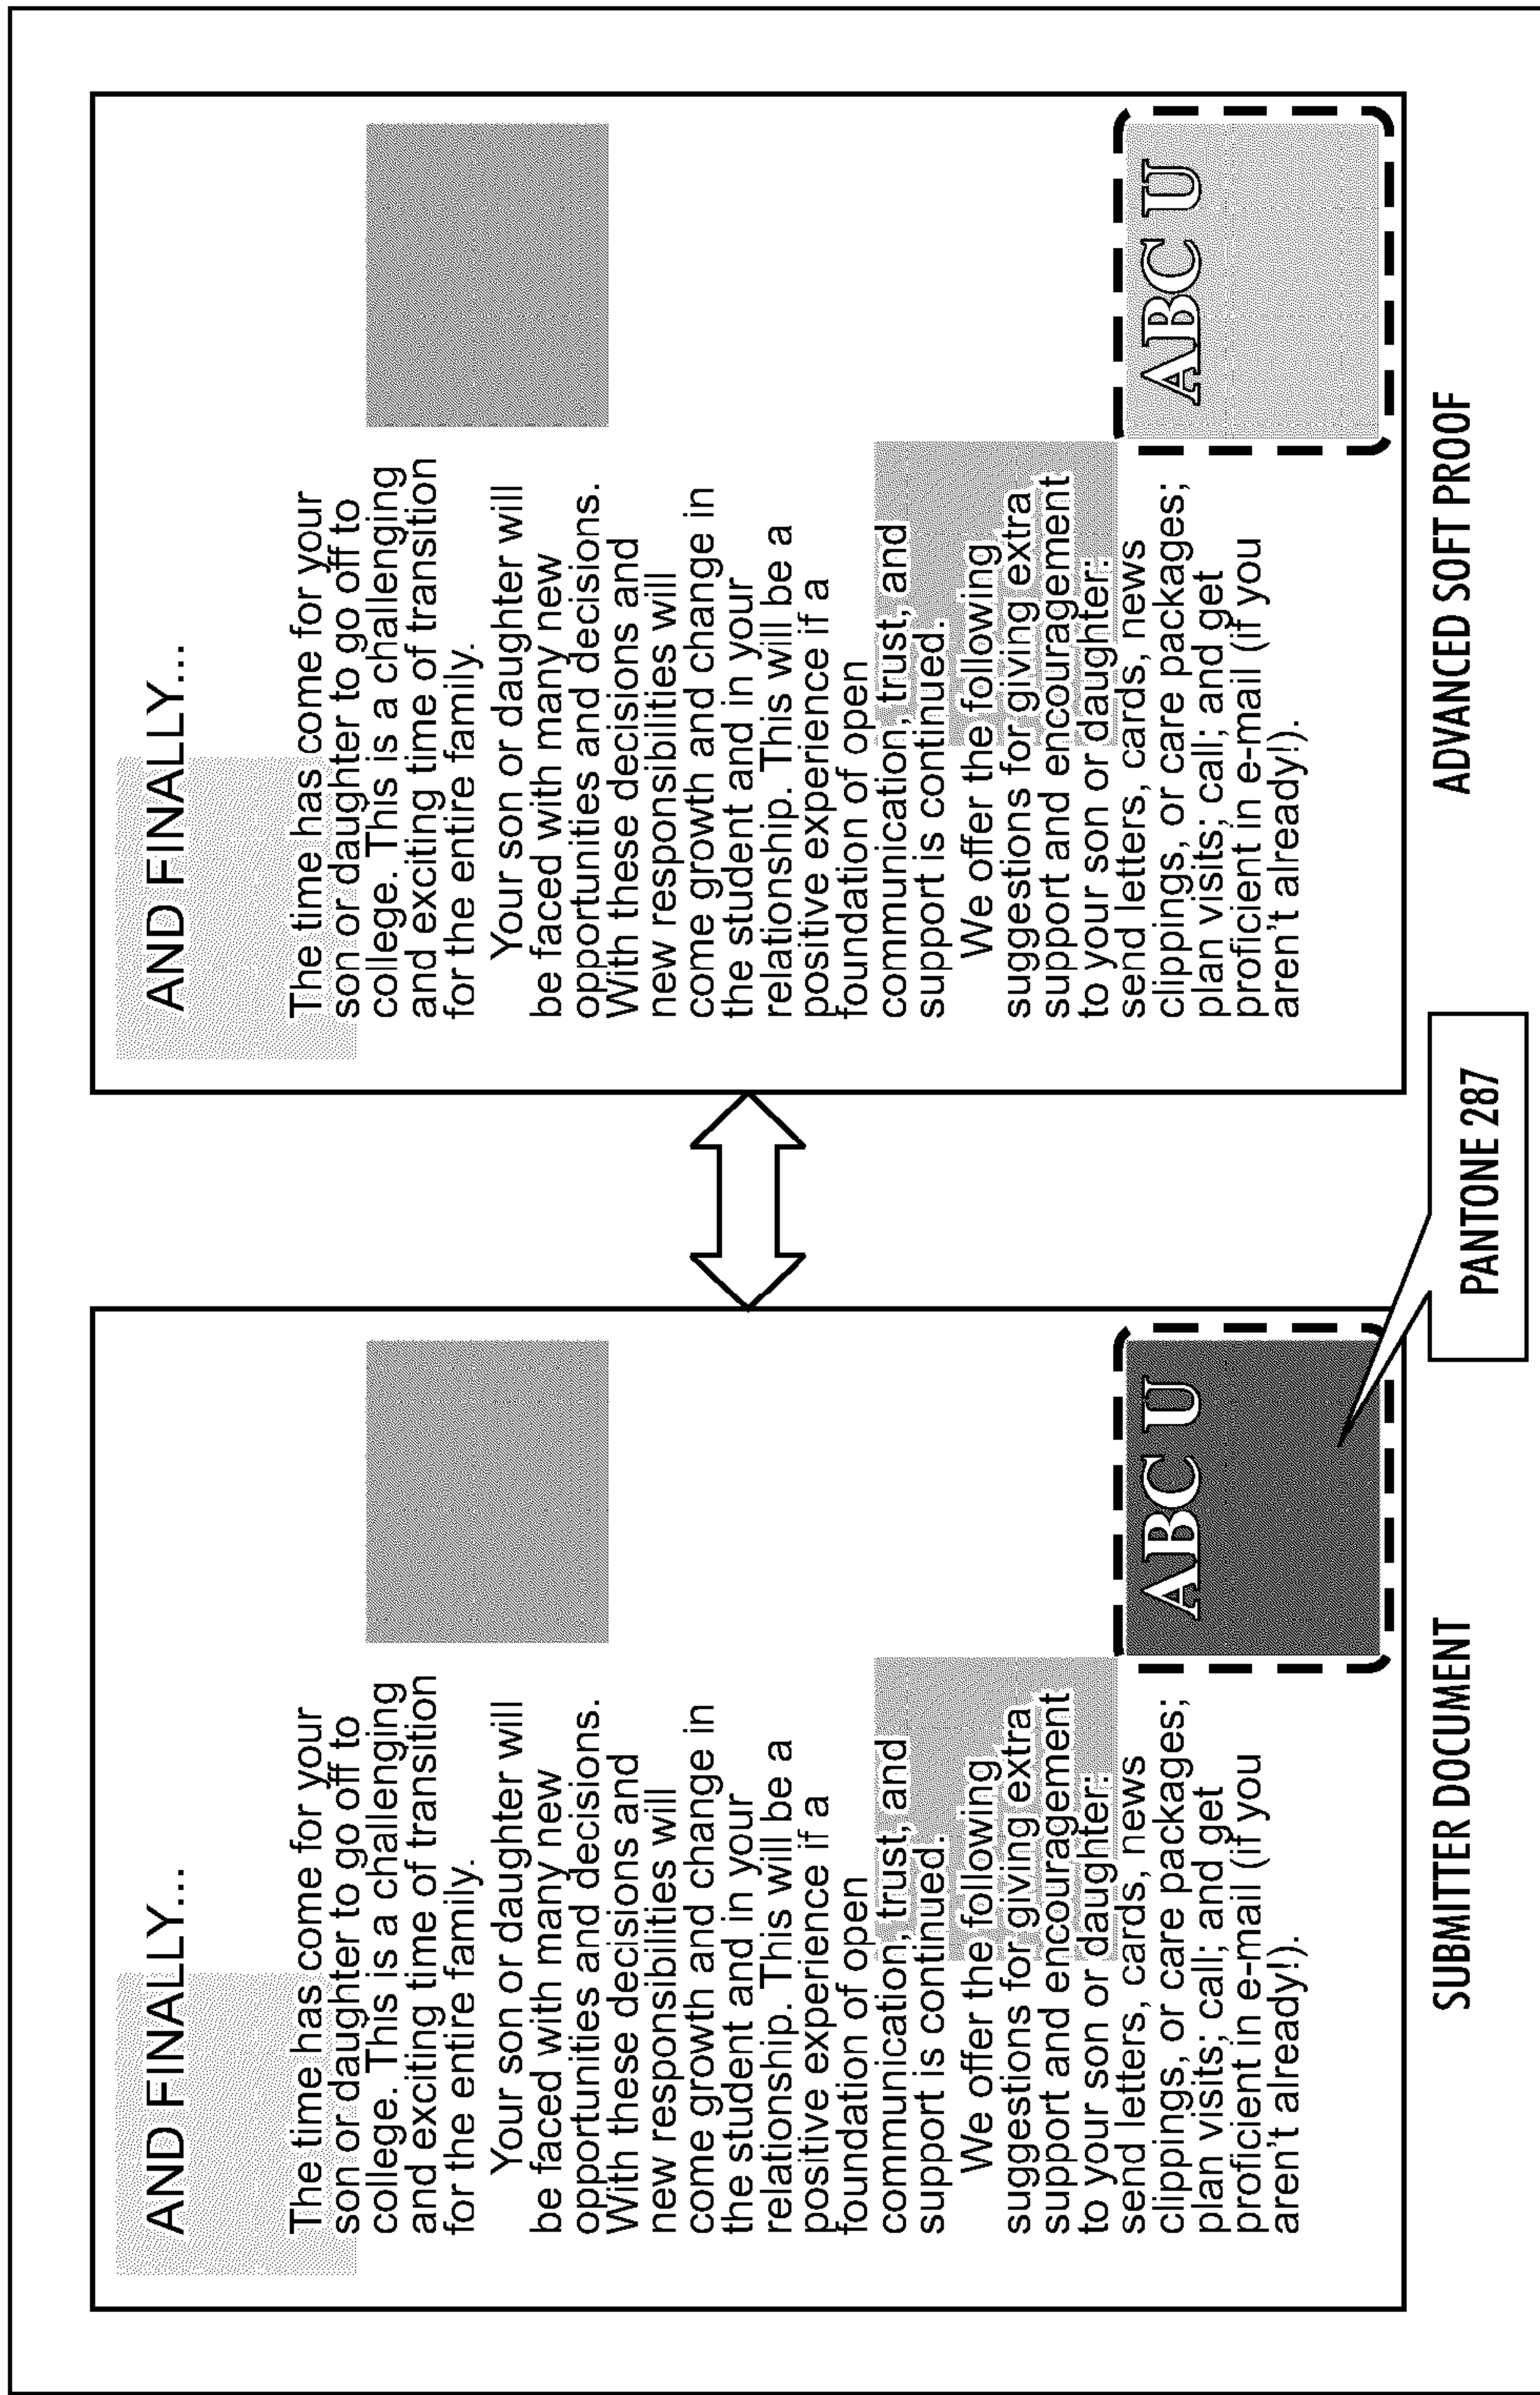 AND FINALLY...
The time has come for your
son or daughter to go off to
college. This is a challenging
and exciting time of transition
for the entire family.
Your son or daughter will
be faced with many new
opportunities and decisions.
With these decisions and
new responsibilities will
come growth and change in
the student and in your
relationship. This will be a
positive experience if a
foundation of open
communication, trust, and
support is continued.
We offer the following
suggestions for giving extra
support and encouragement
to your son or daughter:
send letters, cards, news
clippings, or care packages;
plan visits; call; and get
proficient in e-mail (if you
aren't already!).
ABC U
SUBMITTER DOCUMENT
PANTONE 287
AND FINALLY...
The time has come for your
son or daughter to go off to
college. This is a challenging
and exciting time of transition
for the entire family.
Your son or daughter will
be faced with many new
opportunities and decisions.
With these decisions and
new responsibilities will
come growth and change in
the student and in your
relationship. This will be a
positive experience if a
foundation of open
communication, trust, and
support is continued.
We offer the following
suggestions for giving extra
support and encouragement
to your son or daughter:
send letters, cards, news
clippings, or care packages;
plan visits; call; and get
proficient in e-mail (if you
aren't already!).
ABC U
ADVANCED SOFT PROOF